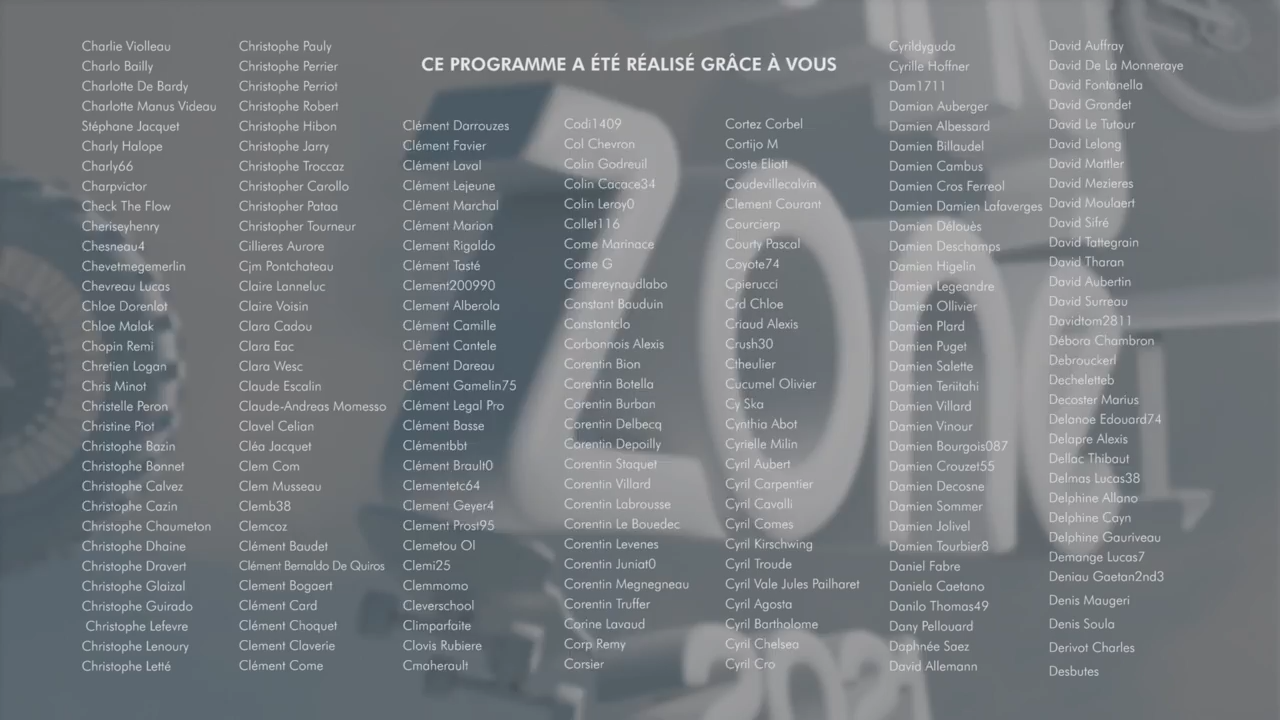 CE PROGRAMME A ÉTÉ RÉALISÉ GRÂCE À VOUS
Charlie Violleau
Charlo Bailly
Charlotte De Bardy
Charlotte Manus Videau
Stéphane Jacquet
Charly Halope
Charly66
Charpvictor
Check The Flow
Cheriseyhenry
Chesneau4
Chevetmegemerlin
Chevreau Lucas
Chloe Dorenlot
Chloe Malak
Chopin Remi
Chretien Logan
Chris Minot
Christelle Peron
Christine Piot
Christophe Bazin
Christophe Bonnet
Christophe Calvez
Christophe Cazin
Christophe Chaumeton
Christophe Dhaine
Christophe Dravert
Christophe Glaizal
Christophe Guirado
Christophe Lefevre
Christophe Lenoury
Christophe Letté
Christophe Pauly
Christophe Perrier
Christophe Perriot
Christophe Robert
Christophe Hibon
Christophe Jarry
Christophe Troccaz
Christopher Carollo
Christopher Pataa
Christopher Tourneur
Cillieres Aurore
Cjm Pontchateau
Claire Lanneluc
Claire Voisin
Clara Cadou
Clara Eac
Clara Wesc
Claude Escalin
Claude-Andreas Momesso
Clavel Celian
Cléa Jacquet
Clem Com
Clem Musseau
Clemb38
Clemcoz
Clément Baudet
Clément Bernaldo De Quiros
Clement Bogaert
Clément Card
Clément Choquet
Clement Claverie
Clément Come
Clément Darrouzes
Clément Favier
Clément Laval
Clément Lejeune
Clément Marchal
Clément Marion
Clement Rigaldo
Clément Tasté
Clement200990
Clement Alberola
Clément Camille
Clément Cantele
Clément Dareau
Clément Gamelin75
Clément Legal Pro
Clément Basse
Clémentbbt
Clément Brault0
Clementetc64
Clement Geyer4
Clement Prost95
Clemetou Ol
Clemi25
Clemmomo
Cleverschool
Climparfaite
Clovis Rubiere
Cmaherault
Codi1409
Col Chevron
Colin Godreuil
Colin Cacace34
Colin Leroy0
Collet116
Come Marinace
Come G
Comereynaudlabo
Constant Bauduin
Constantclo
Corbonnois Alexis
Corentin Bion
Corentin Botella
Corentin Burban
Corentin Delbecq
Corentin Depoilly
Corentin Staquet
Corentin Villard
Corentin Labrousse
Corentin Le Bouedec
Corentin Levenes
Corentin Juniat0
Corentin Megnegneau
Corentin Truffer
Corine Lavaud
Corp Remy
Corsier
Cortez Corbel
Cortijo M
Coste Eliott
Coudevillecalvin
Clement Courant
Courcierp
Courty Pascal
Coyote74
Cpierucci
Crd Chloe
Criaud Alexis
Crush30
Ctheulier
Cucumel Olivier
Cy Ska
Cynthia Abot
Cyrielle Milin
Cyril Aubert
Cyril Carpentier
Cyril Cavalli
Cyril Comes
Cyril Kirschwing
Cyril Troude
Cyril Vale Jules Pailharet
Cyril Agosta
Cyril Bartholome
Cyril Chelsea
Cyril Cro
Cyrildyguda
Cyrille Hoffner
Dam1711
Damian Auberger
Damien Albessard
Damien Billaudel
Damien Cambus
Damien Cros Ferreol
Damien Damien Lafaverges
Damien Délouès
Damien Deschamps
Damien Higelin
Damien Legeandre
Damien Ollivier
Damien Plard
Damien Puget
Damien Salette
Damien Teriitahi
Damien Villard
Damien Vinour
Damien Bourgois087
Damien Crouzet55
Damien Decosne
Damien Sommer
Damien Jolivel
Damien Tourbier8
Daniel Fabre
Daniela Caetano
Danilo Thomas49
Dany Pellouard
Daphnée Saez
David Allemann
David Auffray
David De La Monneraye
David Fontanella
David Grondet
David Le Tutour
David Lelong
David Mattler
David Mezieres
David Moulaert
David Sifré
David Tattegrain
David Tharan
David Aubertin
David Surreau
Davidtom2811
Débora Chambron
Debrouckerl
Decheletteb
Decoster Marius
Delanoe Edouard74
Delapre Alexis
Dellac Thibaut
Delmas Lucas38
Delphine Allano
Delphine Cayn
Delphine Gauriveau
Demange Lucas7
Deniau Gaetan2nd3
Denis Maugeri
Denis Soula
Derivot Charles
Desbutes
Zone
2021